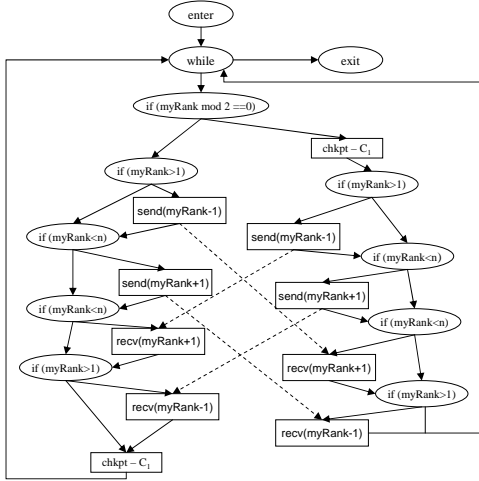 enter
while
exit
if (myRank mod 2 ==0)
chkpt – C1
if (myRank>1)
if (myRank>1)
send(myRank-1)
if (myRank<n)
send(myRank-1)
if (myRank<n)
send(myRank+1)
send(myRank+1)
if (myRank<n)
if (myRank<n)
recv(myRank+1)
if (myRank>1)
recv(myRank+1)
if (myRank>1)
recv(myRank-1)
recv(myRank-1)
chkpt – C1